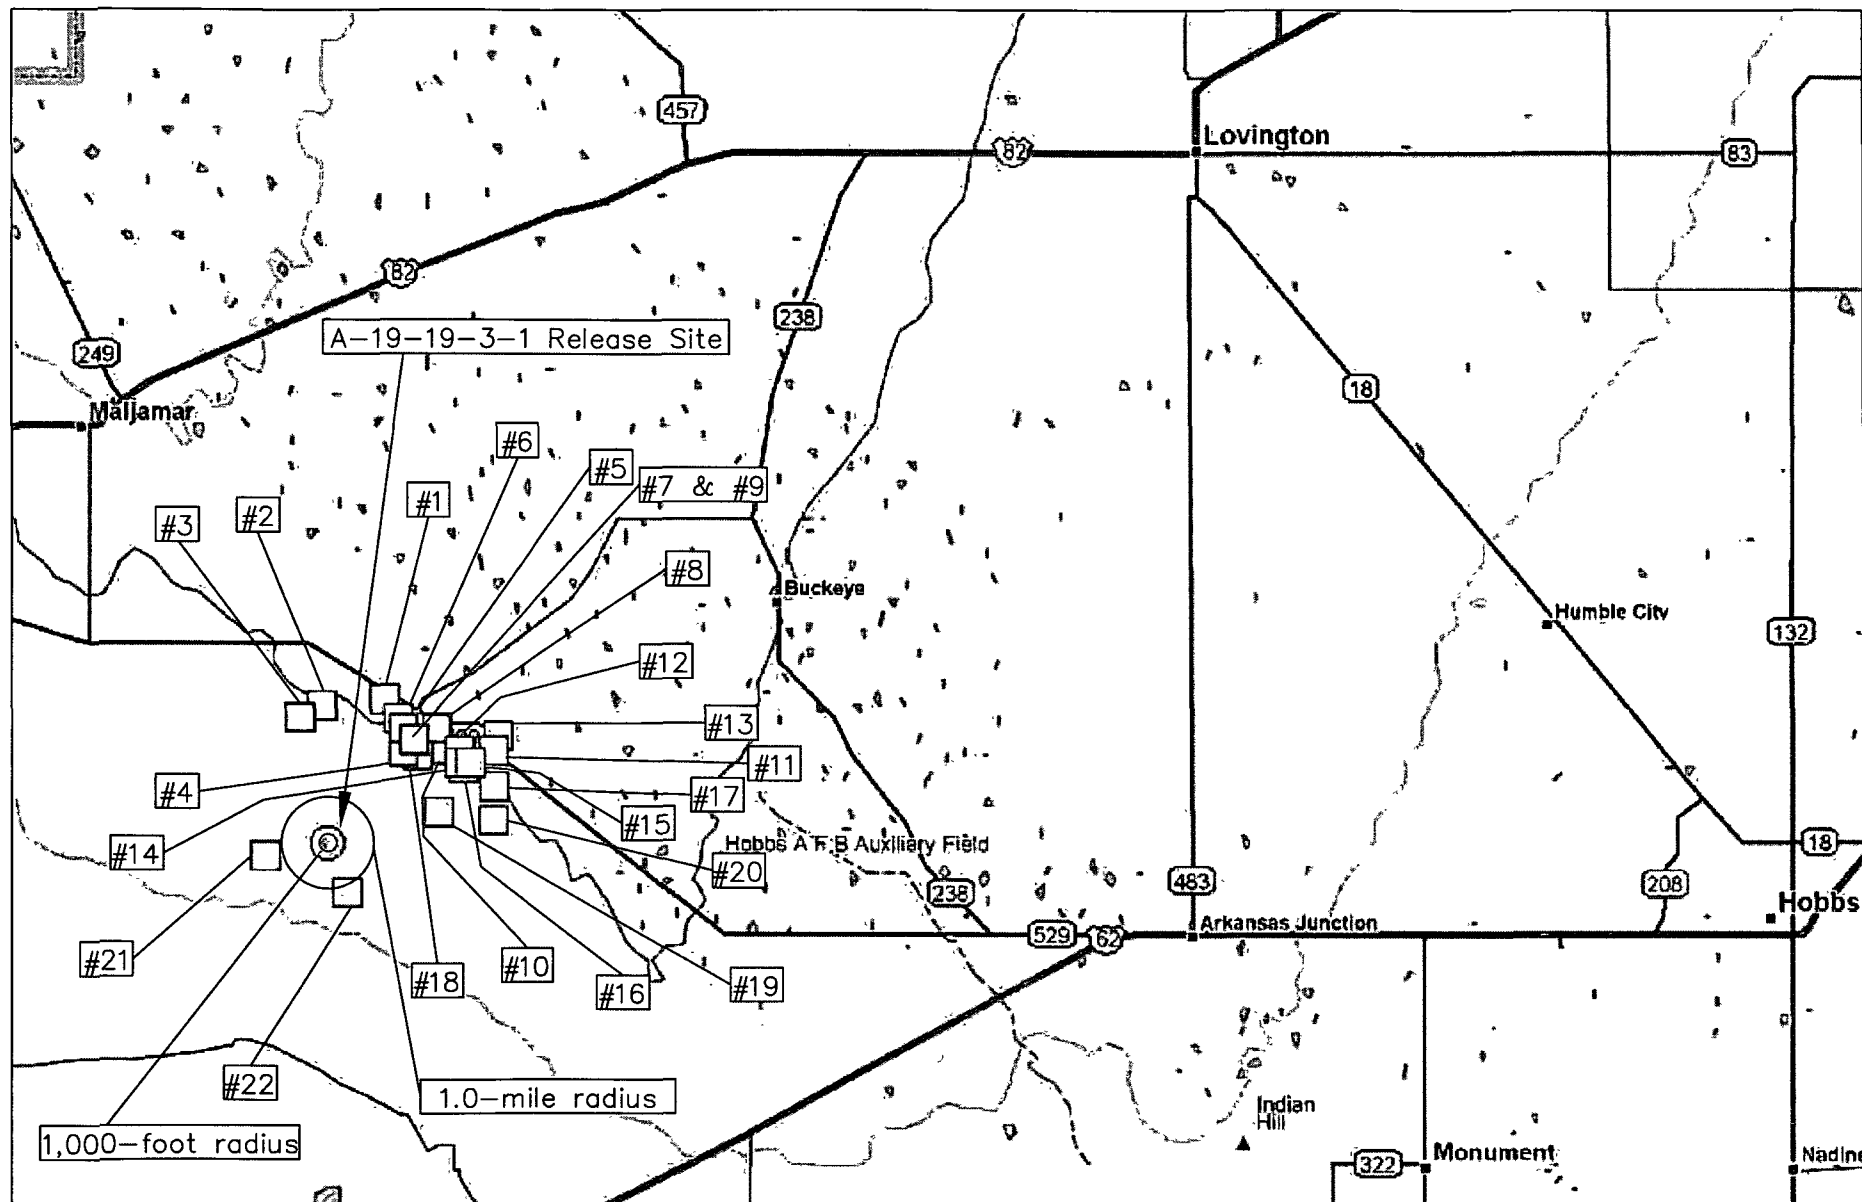 457
Lovington
82
83
82
238
A-19-19-3-1 Release Site
249
18
Maljamar
#6
#5
#7 & #9
#1
#2
#3
#8
Buckeye
Humble City
132
#12
#13
#11
#4
#17
#15
#14
Hobbs A F B Auxiliary Field
18
#20
238
483
208
Hobbs
Arkansas Junction
529
62
#21
#10
#18
#16
#19
#22
1.0-mile radius
Indian
Hill
1,000-foot radius
322
Monument
Nadine